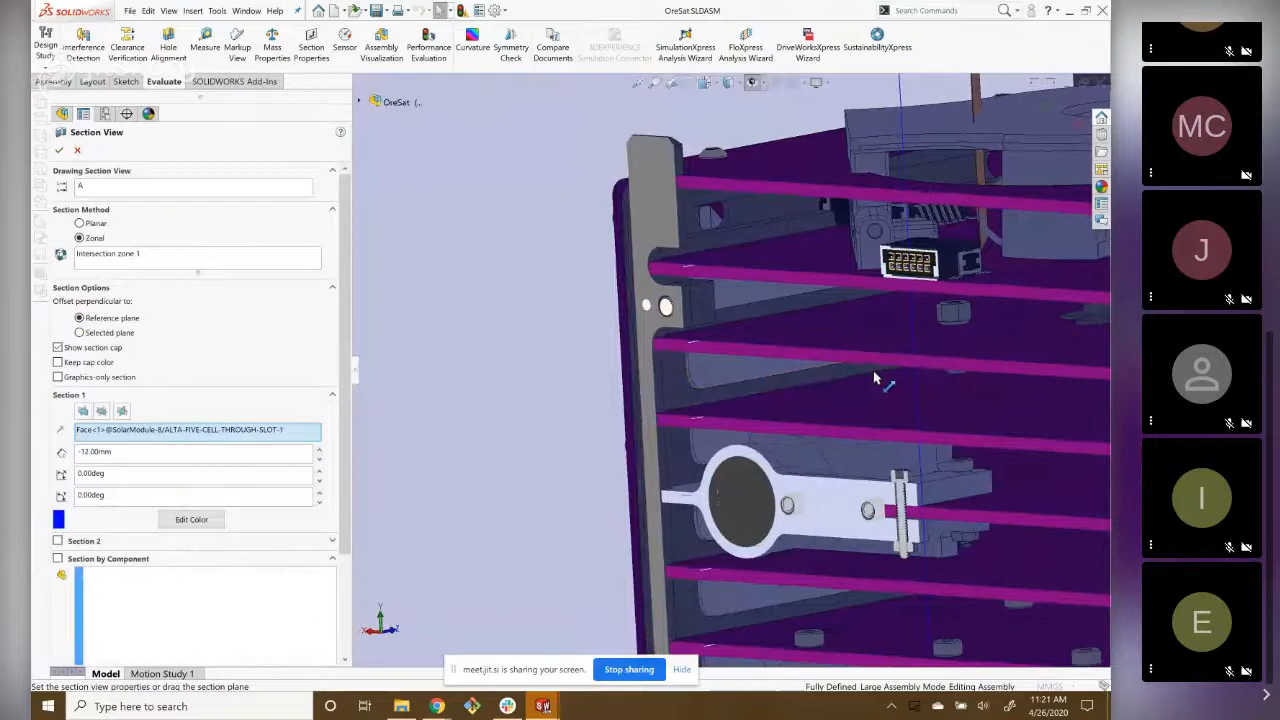 SOLIDWORKS File Edit View Insert Tools Window Help OreSat.SLDASM Search Commands
Design Study
Interference Detection
Clearance Verification
Hole Alignment
Measure
Markup View
Mass Properties
Section Properties
Sensor
Assembly Visualization
Performance Evaluation
Curvature
Symmetry Check
Compare Documents
3DEXPERIENCE Simulation Connector
SimulationXpress Analysis Wizard
FloXpress Analysis Wizard
DriveWorksXpress Wizard
SustainabilityXpress
Assembly Layout Sketch Evaluate SOLIDWORKS Add-Ins
OreSat (...
Section View
Drawing Section View
A
Section Method
Planar
Zonal
Intersection zone 1
Section Options
Offset perpendicular to:
Reference plane
Selected plane
Show section cap
Keep cap color
Graphics-only section
Section 1
Face<1>@SolarModule-8/ALTA-FIVE-CELL-THROUGH-SLOT-1
-12.00mm
0.00deg
0.00deg
Edit Color
Section 2
Section by Component
Y
X
Z
MC
J
I
E
meet.jit.si is sharing your screen. Stop sharing Hide
Model Motion Study 1
Set the section view properties or drag the section plane
Fully Defined Large Assembly Mode Editing Assembly MMGS
Type here to search
11:21 AM
4/26/2020